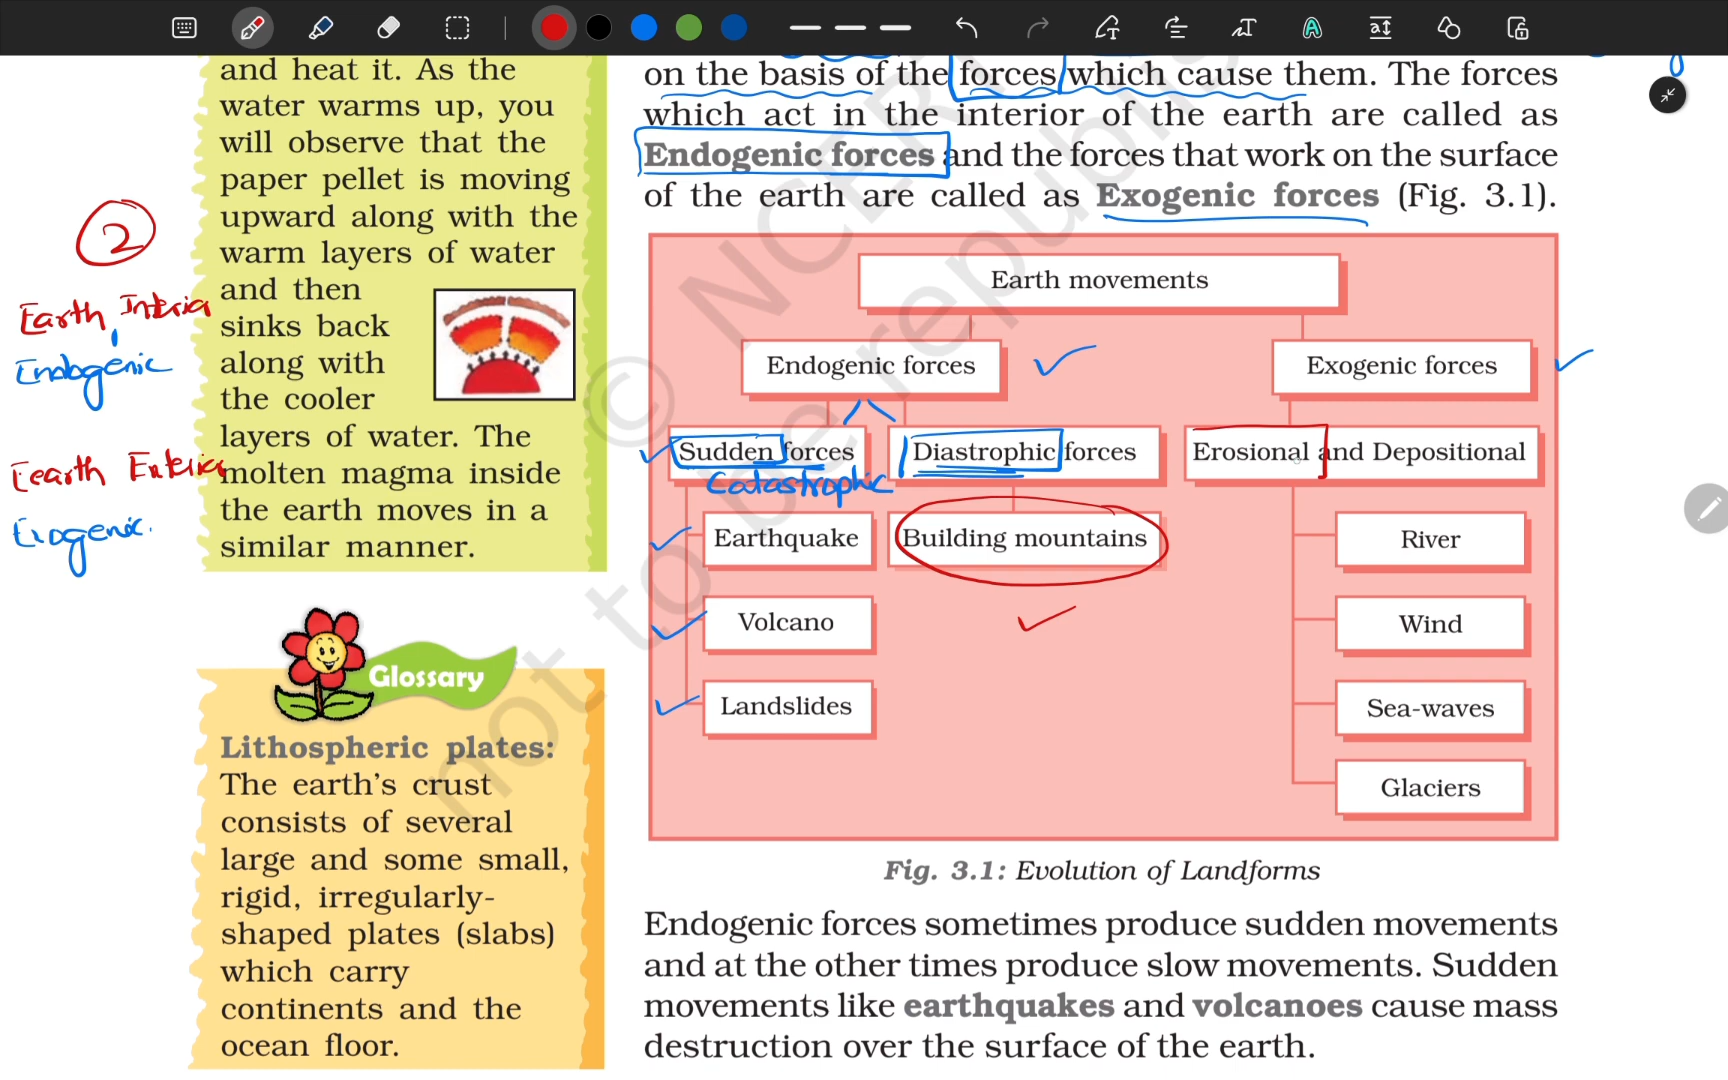 and heat it. As the
water warms up, you
will observe that the
paper pellet is moving
upward along with the
warm layers of water
and then
sinks back
along with
the cooler
layers of water. The
molten magma inside
the earth moves in a
similar manner.
2
Earth Interia
Endogenic
Eearth Exteria
Exogenic.
Glossary
Lithospheric plates:
The earth's crust
consists of several
large and some small,
rigid, irregularly-
shaped plates (slabs)
which carry
continents and the
ocean floor.
on the basis of the forces which cause them. The forces
which act in the interior of the earth are called as
Endogenic forces and the forces that work on the surface
of the earth are called as Exogenic forces (Fig. 3.1).
Earth movements
Endogenic forces
Exogenic forces
Sudden forces
Diastrophic forces
Erosional and Depositional
Catastrophic
Earthquake
Building mountains
River
Volcano
Wind
Landslides
Sea-waves
Glaciers
Fig. 3.1: Evolution of Landforms
Endogenic forces sometimes produce sudden movements
and at the other times produce slow movements. Sudden
movements like earthquakes and volcanoes cause mass
destruction over the surface of the earth.
© NCERT
not to be republis